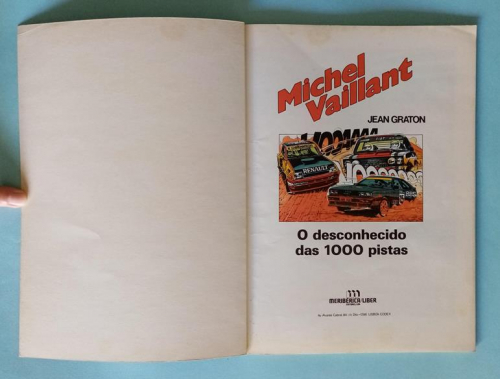 Michel
Vaillant
JEAN GRATON
RENAULT
O desconhecido
das 1000 pistas
MERIBÉRICA/LIBER